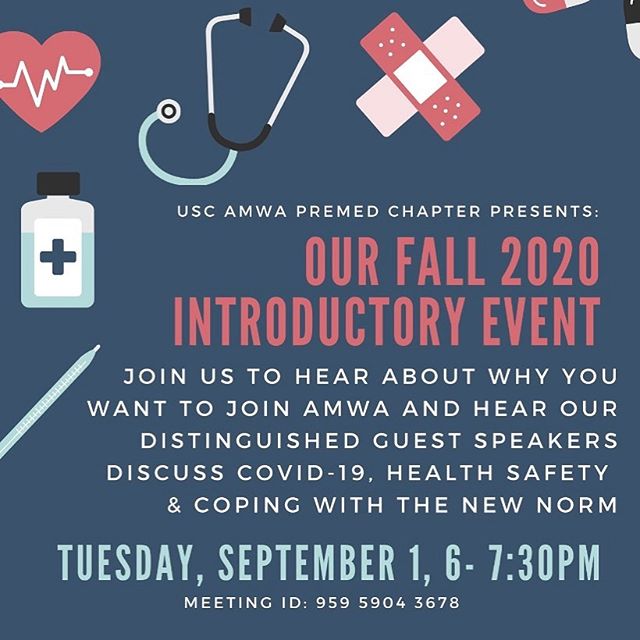 USC AMWA PREMED CHAPTER PRESENTS:
OUR FALL 2020
INTRODUCTORY EVENT
JOIN US TO HEAR ABOUT WHY YOU
WANT TO JOIN AMWA AND HEAR OUR
DISTINGUISHED GUEST SPEAKERS
DISCUSS COVID-19, HEALTH SAFETY
& COPING WITH THE NEW NORM
TUESDAY, SEPTEMBER 1, 6- 7:30PM
MEETING ID: 959 5904 3678